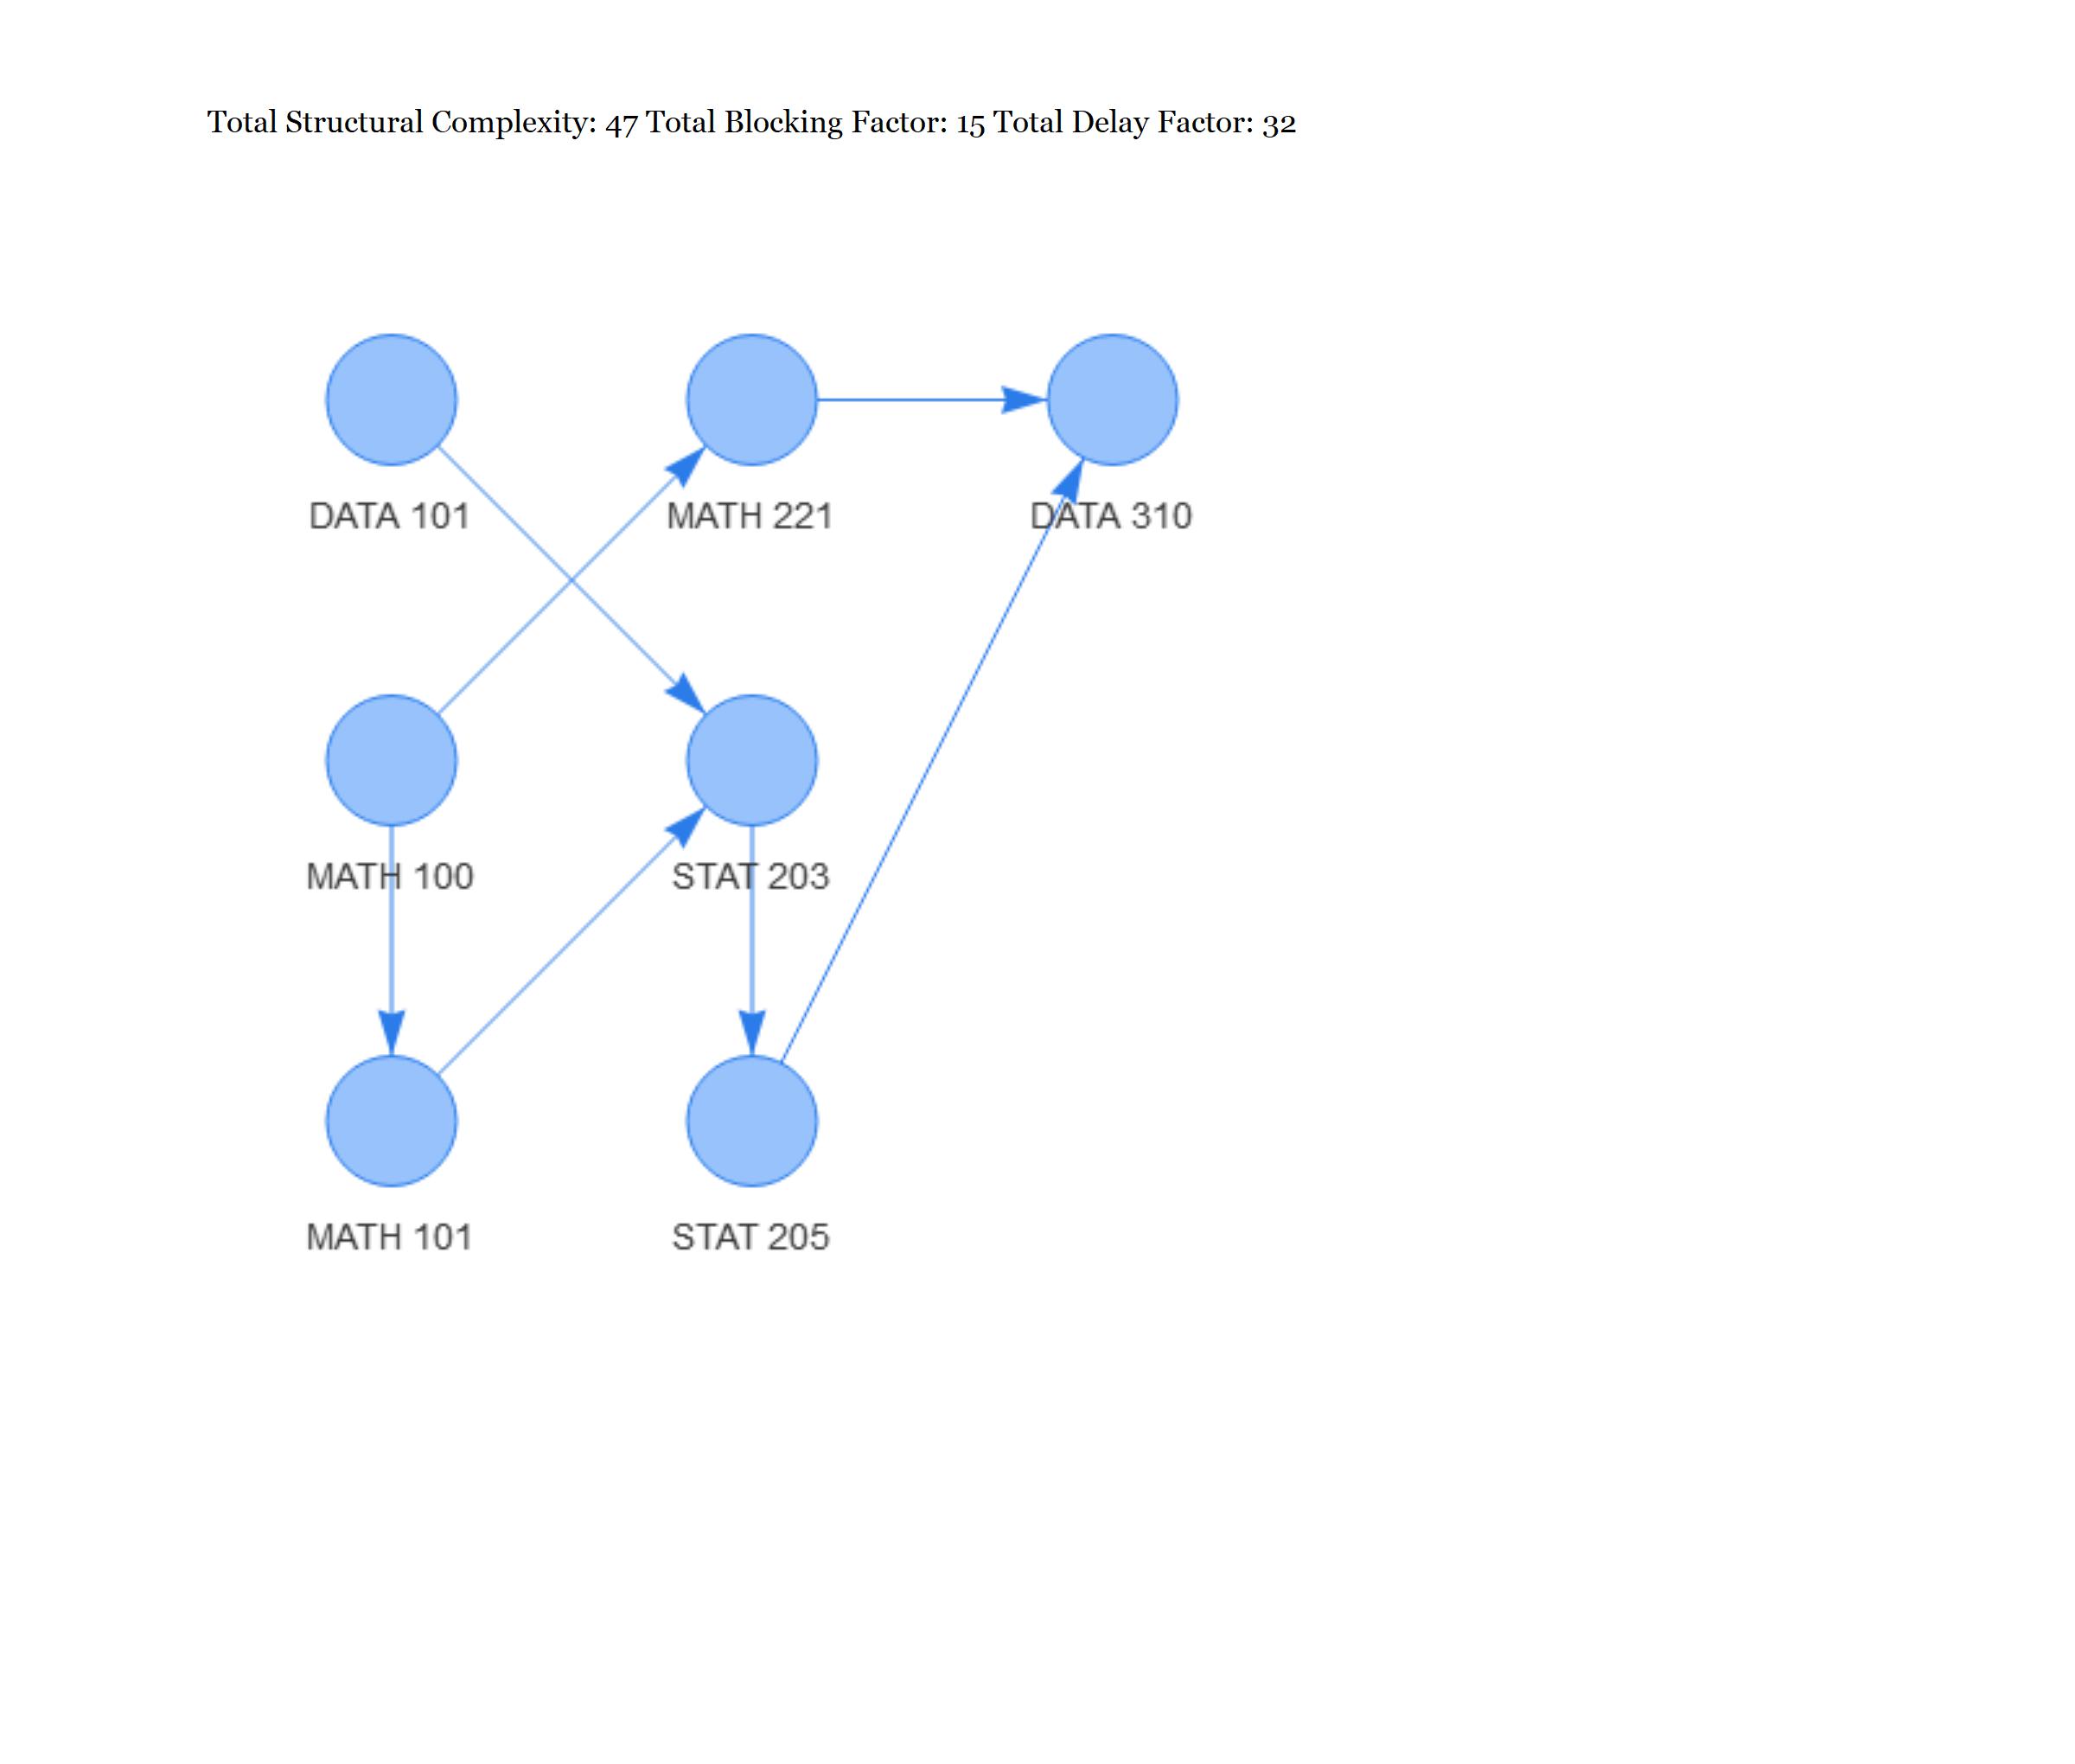 Total Structural Complexity: 47 Total Blocking Factor: 15 Total Delay Factor: 32
DATA 101
MATH 221
DATA 310
MATH 100
STAT 203
MATH 101
STAT 205